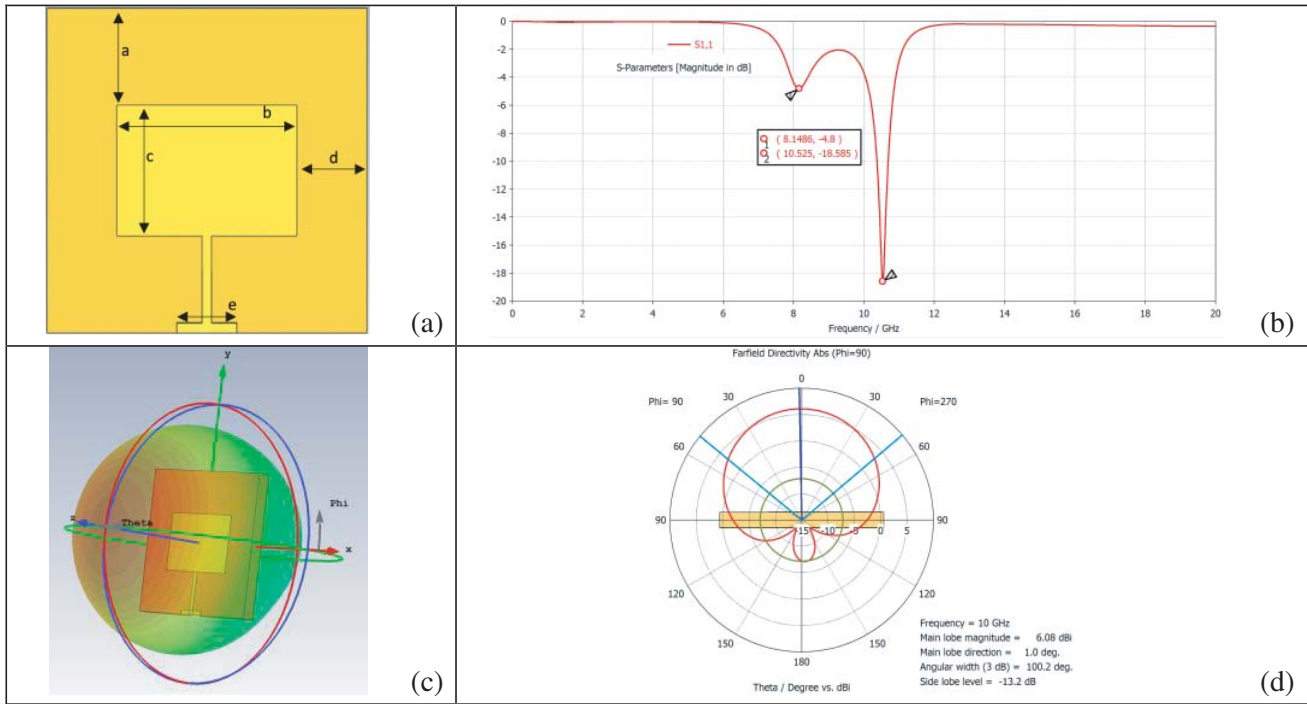 a
b
c
d
e
(a)
S1,1
S-Parameters [Magnitude in dB]
1 ( 8.1486, -4.8 )
2 ( 10.525, -18.585 )
0
-2
-4
-6
-8
-10
-12
-14
-16
-18
-20
0 2 4 6 8 10 12 14 16 18 20
Frequency / GHz
(b)
y
Phi
z
Theta
x
(c)
Farfield Directivity Abs (Phi=90)
0
Phi= 90 30 30 Phi=270
60 60
90 -15 -10 -5 0 5 90
120 120
150 150
180
Theta / Degree vs. dBi
Frequency = 10 GHz
Main lobe magnitude = 6.08 dBi
Main lobe direction = 1.0 deg.
Angular width (3 dB) = 100.2 deg.
Side lobe level = -13.2 dB
(d)